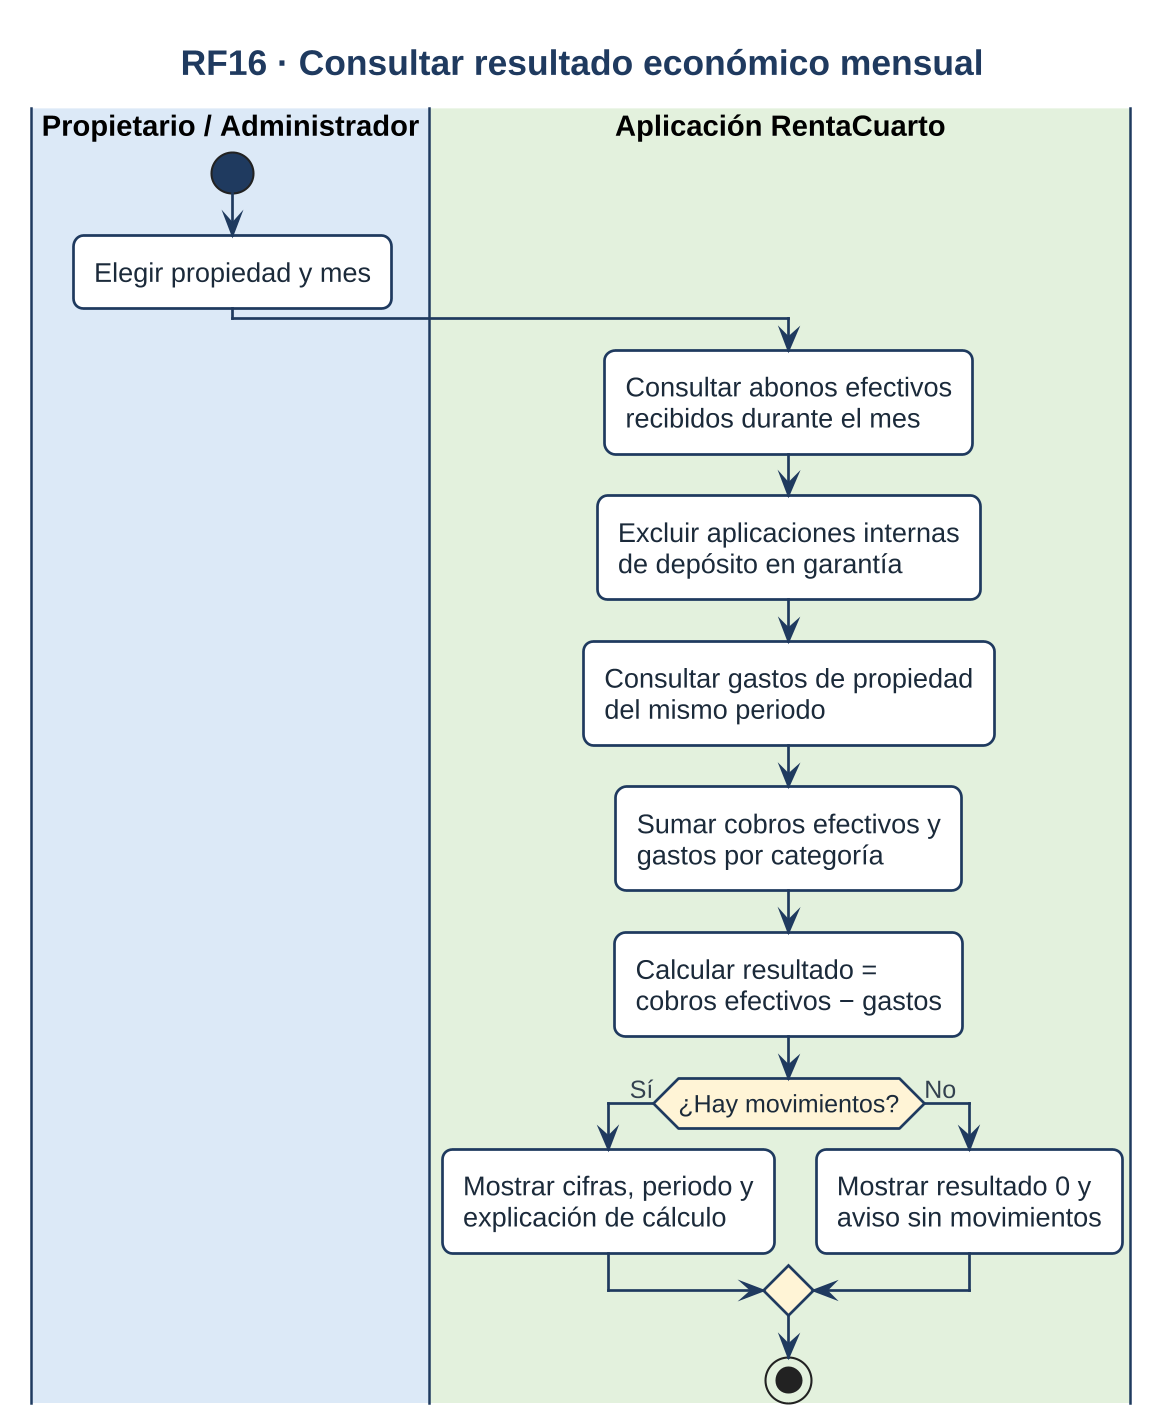 RF16 · Consultar resultado económico mensual
Propietario / Administrador
Aplicación RentaCuarto
Elegir propiedad y mes
Consultar abonos efectivos
recibidos durante el mes
Excluir aplicaciones internas
de depósito en garantía
Consultar gastos de propiedad
del mismo periodo
Sumar cobros efectivos y
gastos por categoría
Calcular resultado =
cobros efectivos − gastos
Sí
¿Hay movimientos?
No
Mostrar cifras, periodo y
explicación de cálculo
Mostrar resultado 0 y
aviso sin movimientos